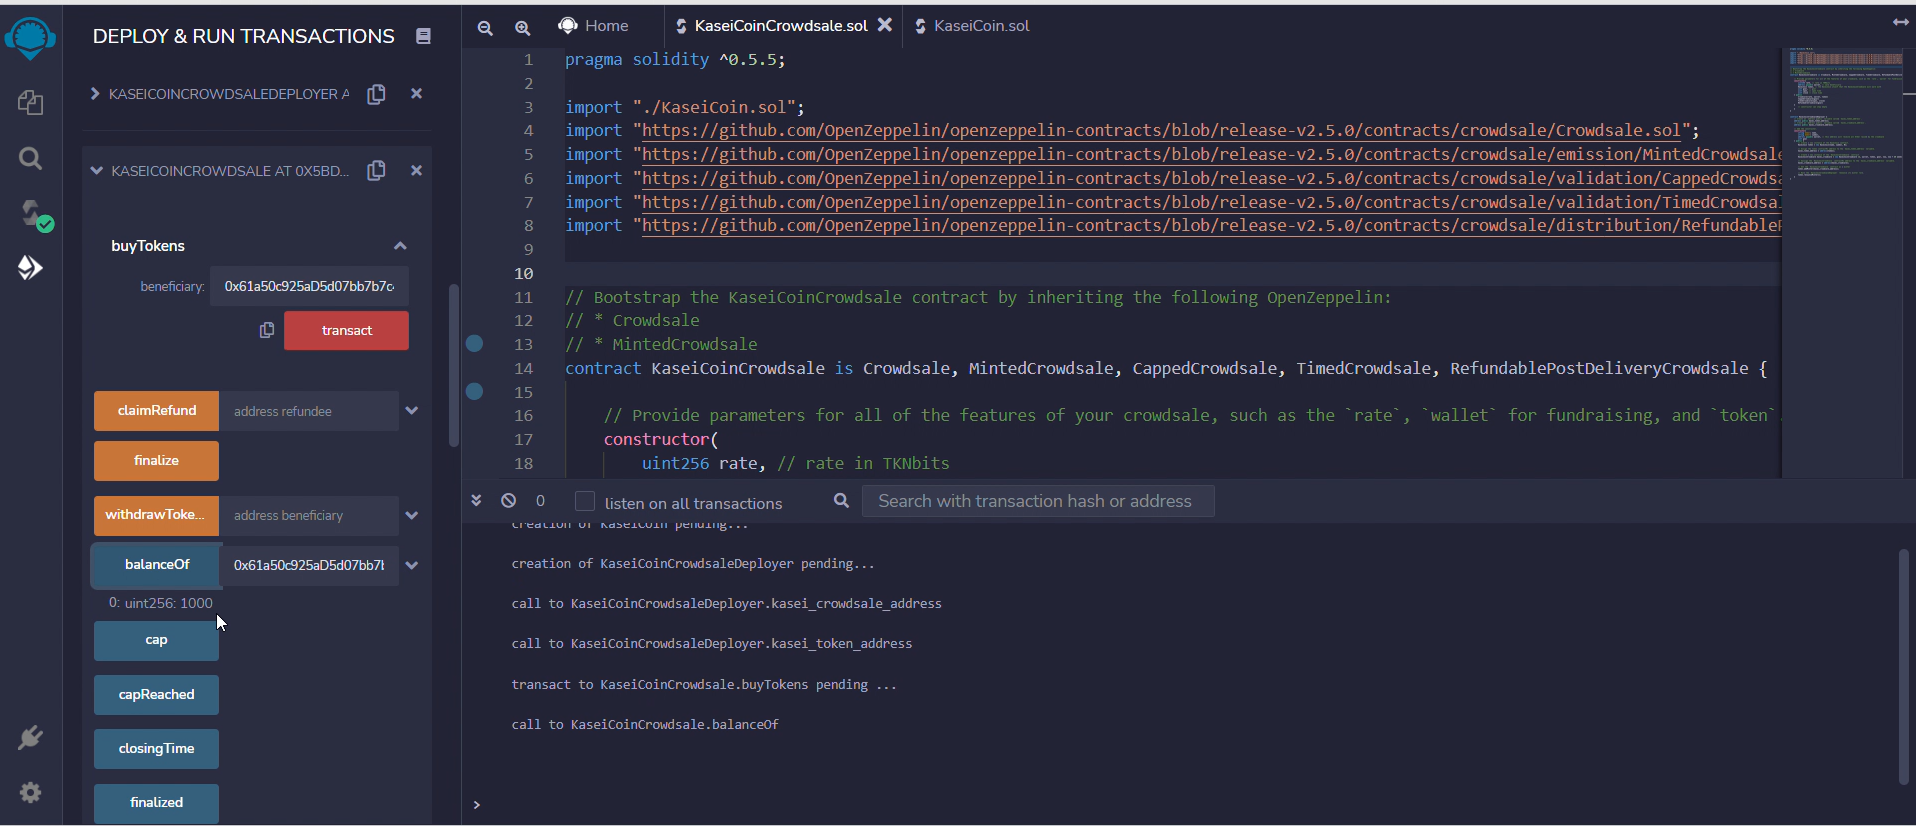 DEPLOY & RUN TRANSACTIONS
KASEICOINCROWDSALEDEPLOYER A
KASEICOINCROWDSALE AT 0X5BD...
buyTokens
beneficiary: 0x61a50c925aD5d07bb7b7c
transact
claimRefund address refundee
finalize
withdrawToke... address beneficiary
balanceOf 0x61a50c925aD5d07bb7
0: uint256: 1000
cap
capReached
closingTime
finalized
Home
KaseiCoinCrowdsale.sol
KaseiCoin.sol
1 pragma solidity ^0.5.5;
2
3 import "./KaseiCoin.sol";
4 import "https://github.com/OpenZeppelin/openzeppelin-contracts/blob/release-v2.5.0/contracts/crowdsale/Crowdsale.sol";
5 import "https://github.com/OpenZeppelin/openzeppelin-contracts/blob/release-v2.5.0/contracts/crowdsale/emission/MintedCrowdsale
6 import "https://github.com/OpenZeppelin/openzeppelin-contracts/blob/release-v2.5.0/contracts/crowdsale/validation/CappedCrowdsa
7 import "https://github.com/OpenZeppelin/openzeppelin-contracts/blob/release-v2.5.0/contracts/crowdsale/validation/TimedCrowdsal
8 import "https://github.com/OpenZeppelin/openzeppelin-contracts/blob/release-v2.5.0/contracts/crowdsale/distribution/Refundable
9
10
11 // Bootstrap the KaseiCoinCrowdsale contract by inheriting the following OpenZeppelin:
12 // * Crowdsale
13 // * MintedCrowdsale
14 contract KaseiCoinCrowdsale is Crowdsale, MintedCrowdsale, CappedCrowdsale, TimedCrowdsale, RefundablePostDeliveryCrowdsale {
15
16 // Provide parameters for all of the features of your crowdsale, such as the `rate`, `wallet` for fundraising, and `token`
17 constructor(
18 uint256 rate, // rate in TKNbits
0 listen on all transactions Search with transaction hash or address
creation of KaseiCoin pending...
creation of KaseiCoinCrowdsaleDeployer pending...
call to KaseiCoinCrowdsaleDeployer.kasei_crowdsale_address
call to KaseiCoinCrowdsaleDeployer.kasei_token_address
transact to KaseiCoinCrowdsale.buyTokens pending ...
call to KaseiCoinCrowdsale.balanceOf
>